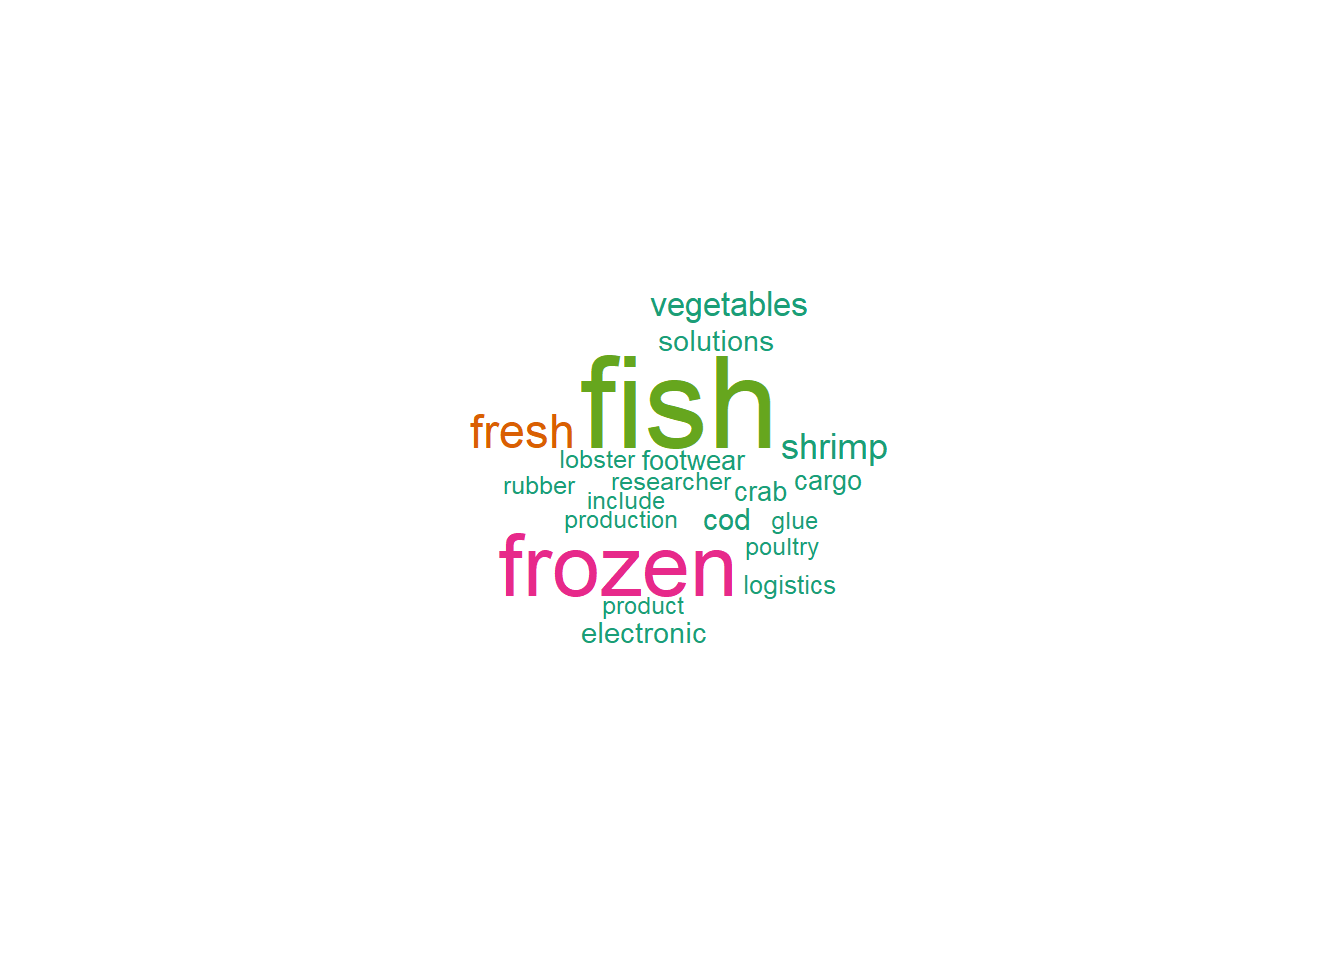 vegetables
solutions
fish
fresh
shrimp
lobster footwear
researcher
cargo
rubber
crab
include
production
cod
glue
poultry
frozen
logistics
product
electronic